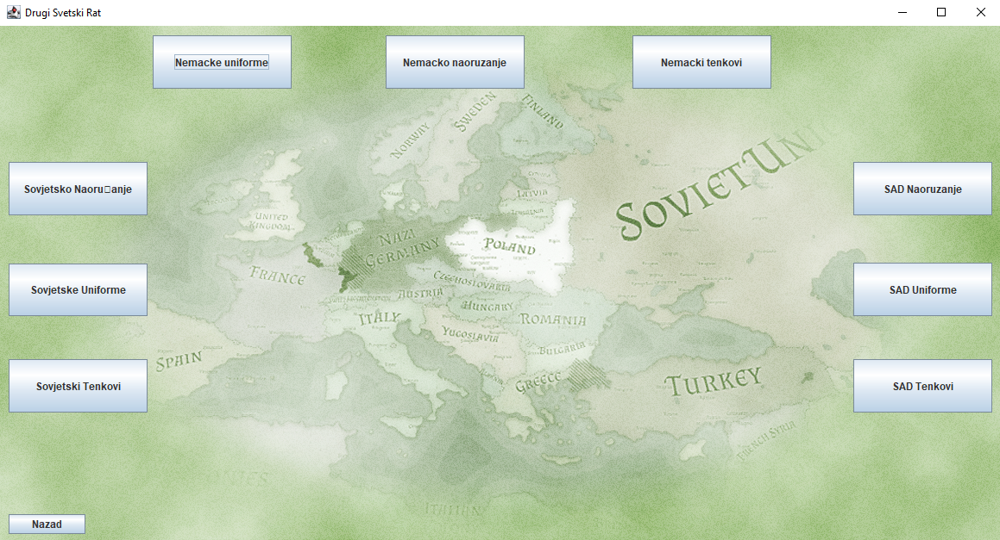 Drugi Svetski Rat
Nemacke uniforme
Nemacko naoruzanje
Nemacki tenkovi
SWEDEN
FINLAND
NORWAY
Sovjetsko Naoru□anje
SAD Naoruzanje
SOVIET UNI
LATVIA
UNITED
KINGDOM
NAZI
GERMANY
POLAND
Sovjetske Uniforme
FRANCE
CZECHOSLOVAKIA
AUSTRIA
HUNGARY
SAD Uniforme
ITALY
ROMANIA
YUGOSLAVIA
BULGARIA
SPAIN
GREECE
TURKEY
Sovjetski Tenkovi
SAD Tenkovi
FRENCH SYRIA
ITALIAN
Nazad